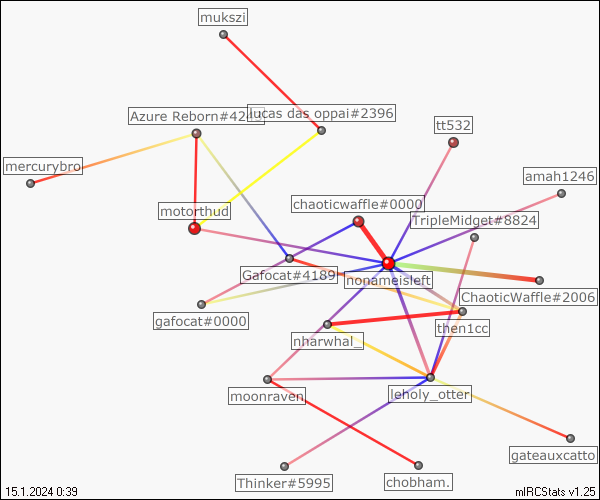 mukszi
Azure Reborn#42
lucas das oppai#2396
tt532
mercurybro
amah1246
chaoticwaffle#0000
motorthud
TripleMidget#8824
Gafocat#4189
nonameisleft
ChaoticWaffle#2006
gafocat#0000
then1cc
nharwhal_
moonraven
leholy_otter
gateauxcatto
Thinker#5995
chobham.
15.1.2024 0:39
mIRCStats v1.25